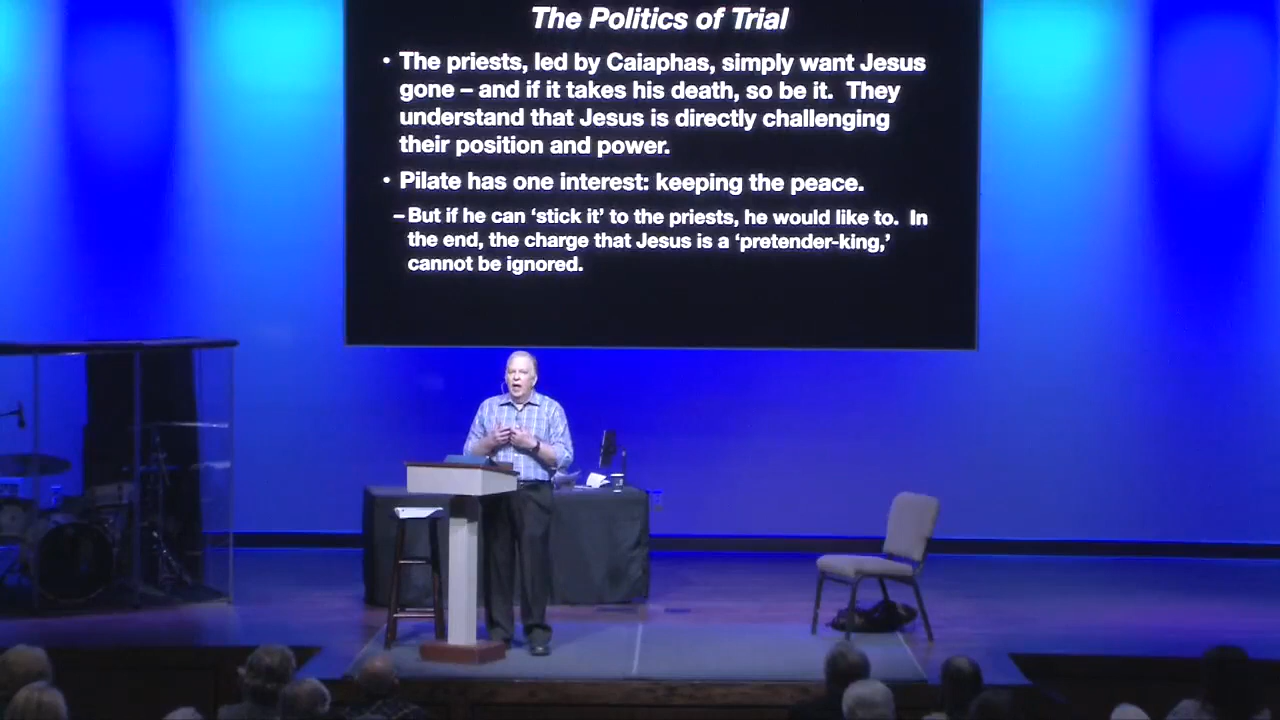 The Politics of Trial
• The priests, led by Caiaphas, simply want Jesus
gone – and if it takes his death, so be it. They
understand that Jesus is directly challenging
their position and power.
• Pilate has one interest: keeping the peace.
– But if he can ‘stick it’ to the priests, he would like to. In
the end, the charge that Jesus is a ‘pretender-king,’
cannot be ignored.